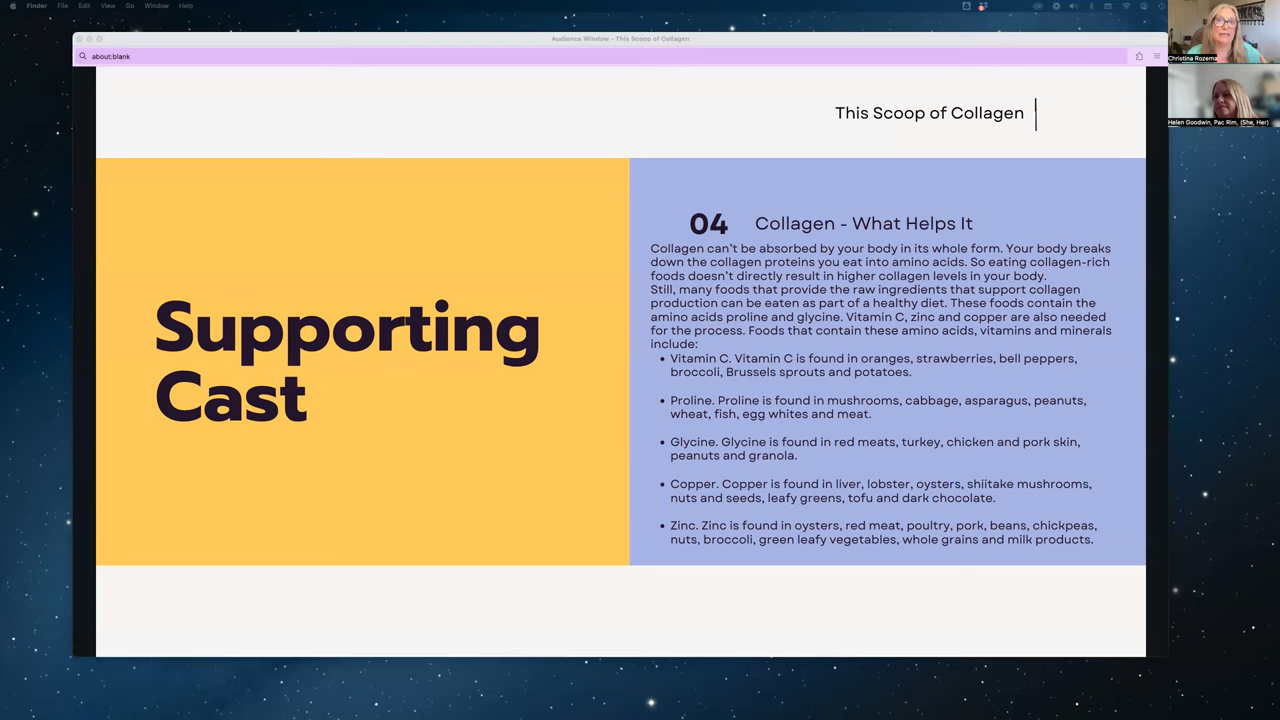 Finder File Edit View Go Window Help
Audience Window - This Scoop of Collagen
about:blank
Christina Rozema
Helen Goodwin, Pac Rim, (She, Her)
This Scoop of Collagen
Supporting
Cast
04 Collagen - What Helps It
Collagen can’t be absorbed by your body in its whole form. Your body breaks
down the collagen proteins you eat into amino acids. So eating collagen-rich
foods doesn’t directly result in higher collagen levels in your body.
Still, many foods that provide the raw ingredients that support collagen
production can be eaten as part of a healthy diet. These foods contain the
amino acids proline and glycine. Vitamin C, zinc and copper are also needed
for the process. Foods that contain these amino acids, vitamins and minerals
include:
• Vitamin C. Vitamin C is found in oranges, strawberries, bell peppers,
broccoli, Brussels sprouts and potatoes.
• Proline. Proline is found in mushrooms, cabbage, asparagus, peanuts,
wheat, fish, egg whites and meat.
• Glycine. Glycine is found in red meats, turkey, chicken and pork skin,
peanuts and granola.
• Copper. Copper is found in liver, lobster, oysters, shiitake mushrooms,
nuts and seeds, leafy greens, tofu and dark chocolate.
• Zinc. Zinc is found in oysters, red meat, poultry, pork, beans, chickpeas,
nuts, broccoli, green leafy vegetables, whole grains and milk products.